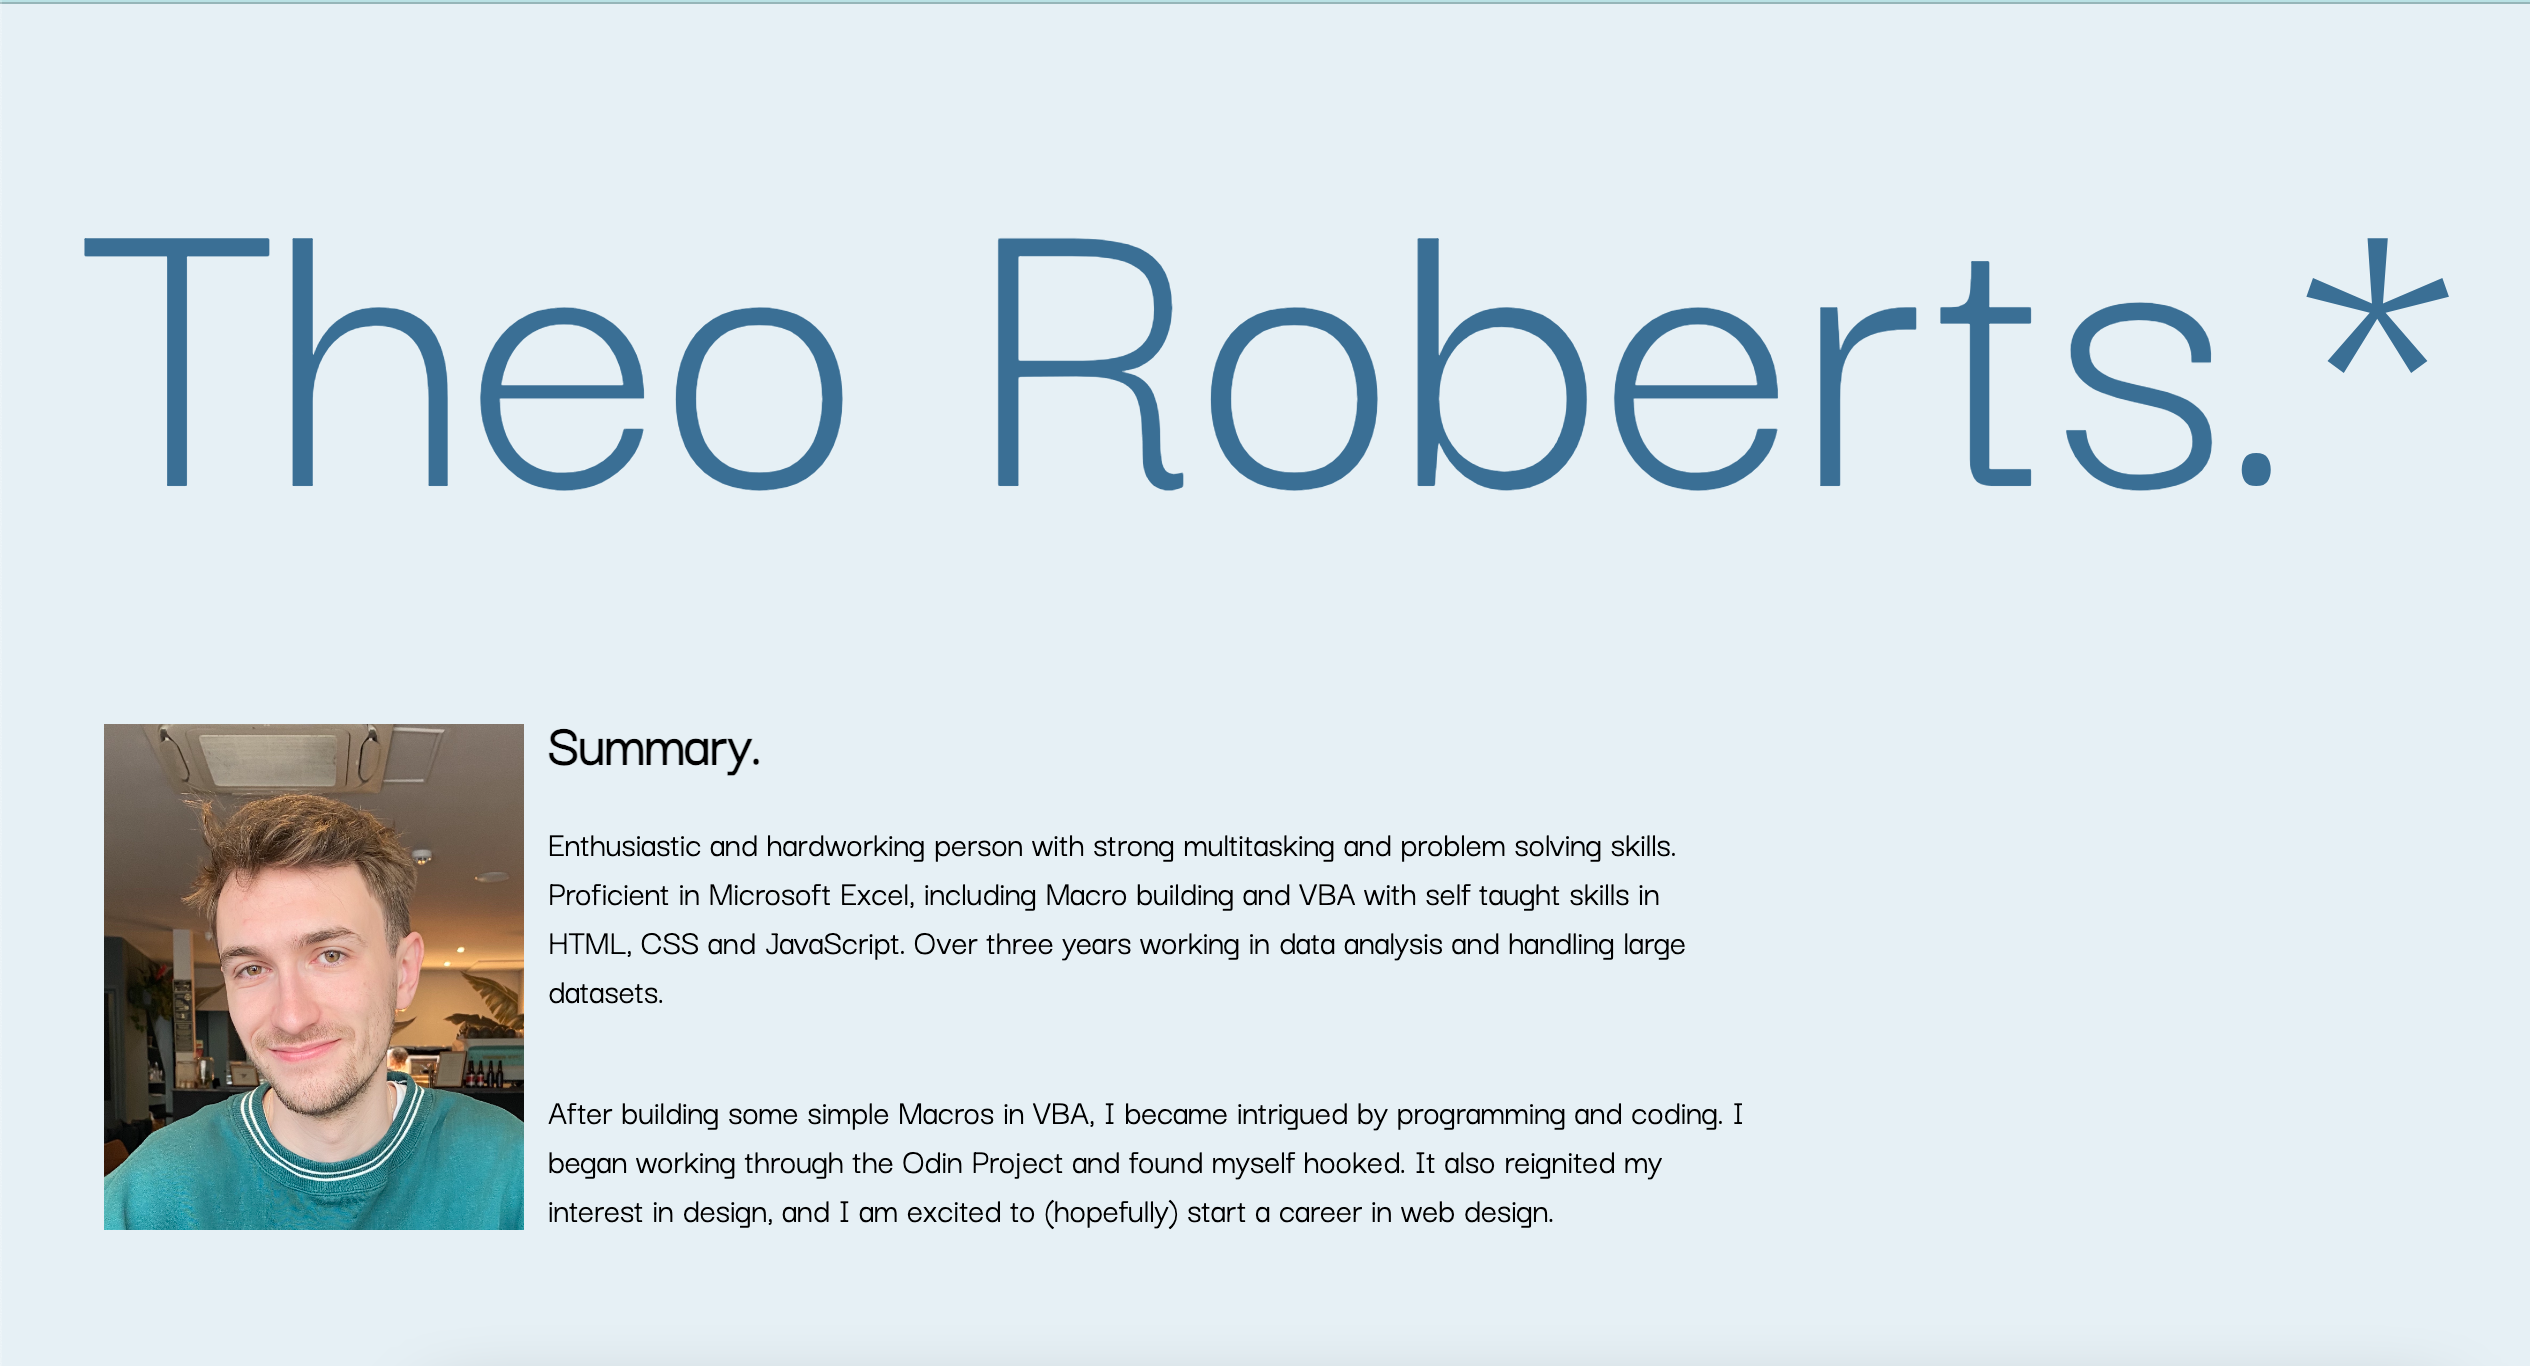 Theo Roberts.*
Summary.
Enthusiastic and hardworking person with strong multitasking and problem solving skills.
Proficient in Microsoft Excel, including Macro building and VBA with self taught skills in
HTML, CSS and JavaScript. Over three years working in data analysis and handling large
datasets.
After building some simple Macros in VBA, I became intrigued by programming and coding. I
began working through the Odin Project and found myself hooked. It also reignited my
interest in design, and I am excited to (hopefully) start a career in web design.